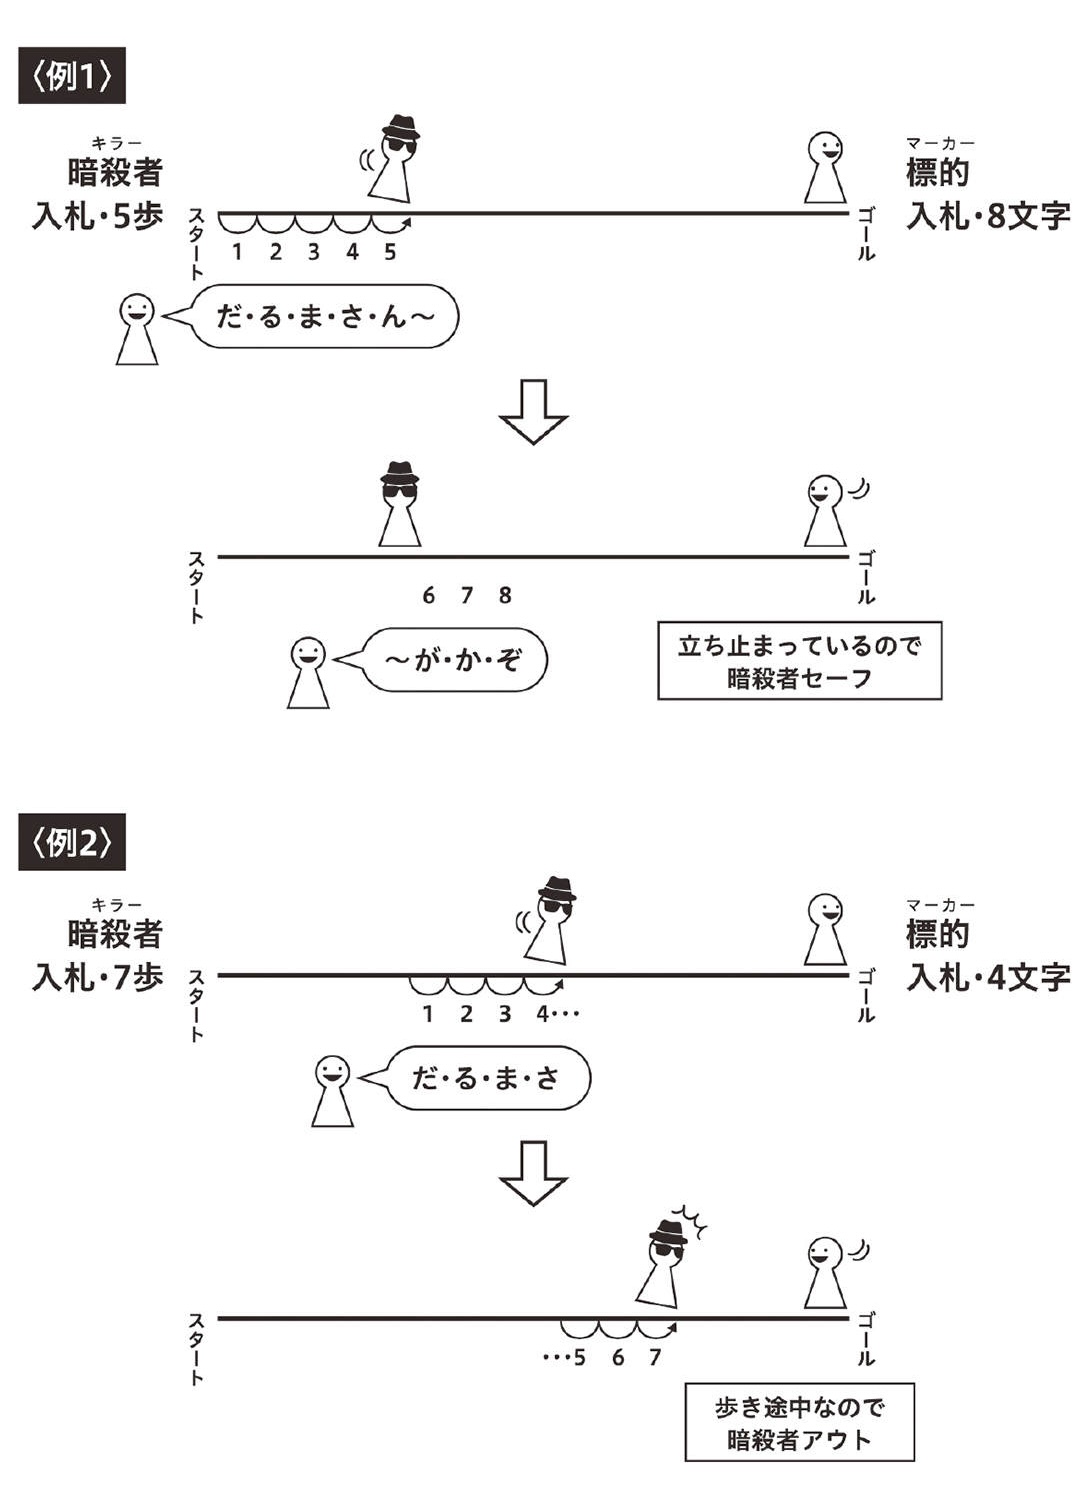 〈例1〉
キラー
暗殺者
入札・5歩
マーカー
標的
入札・8文字
スタート
ゴール
1 2 3 4 5
だ・る・ま・さ・ん〜
スタート
ゴール
6 7 8
〜が・か・ぞ
立ち止まっているので
暗殺者セーフ
〈例2〉
キラー
暗殺者
入札・7歩
マーカー
標的
入札・4文字
スタート
ゴール
1 2 3 4…
だ・る・ま・さ
スタート
ゴール
…5 6 7
歩き途中なので
暗殺者アウト